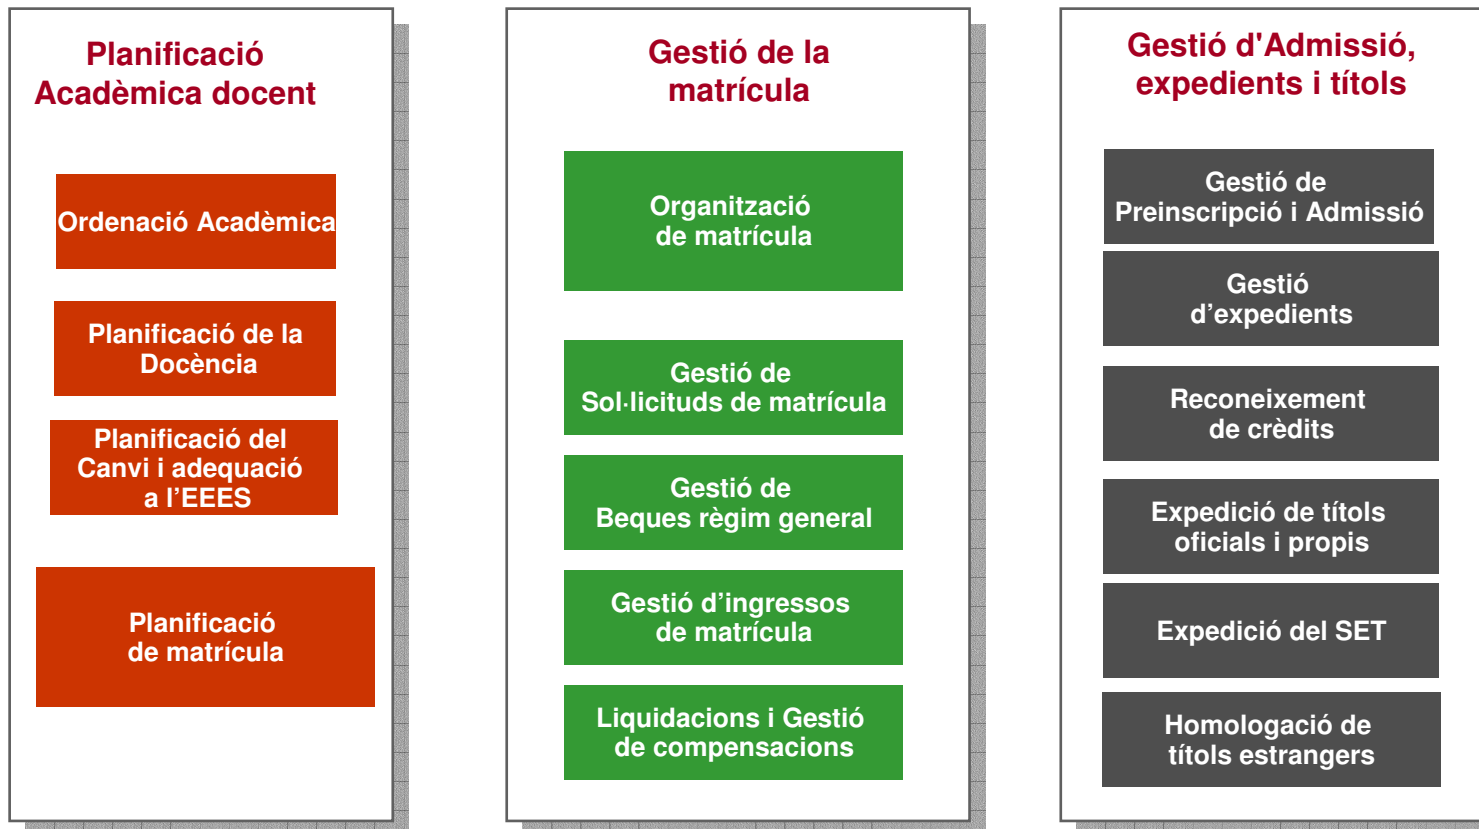 Planificació
Acadèmica docent
Ordenació Acadèmica
Planificació de la
Docència
Planificació del
Canvi i adequació
a l’EEES
Planificació
de matrícula
Gestió de la
matrícula
Organització
de matrícula
Gestió de
Sol·licituds de matrícula
Gestió de
Beques règim general
Gestió d’ingressos
de matrícula
Liquidacions i Gestió
de compensacions
Gestió d'Admissió,
expedients i títols
Gestió de
Preinscripció i Admissió
Gestió
d’expedients
Reconeixement
de crèdits
Expedició de títols
oficials i propis
Expedició del SET
Homologació de
títols estrangers